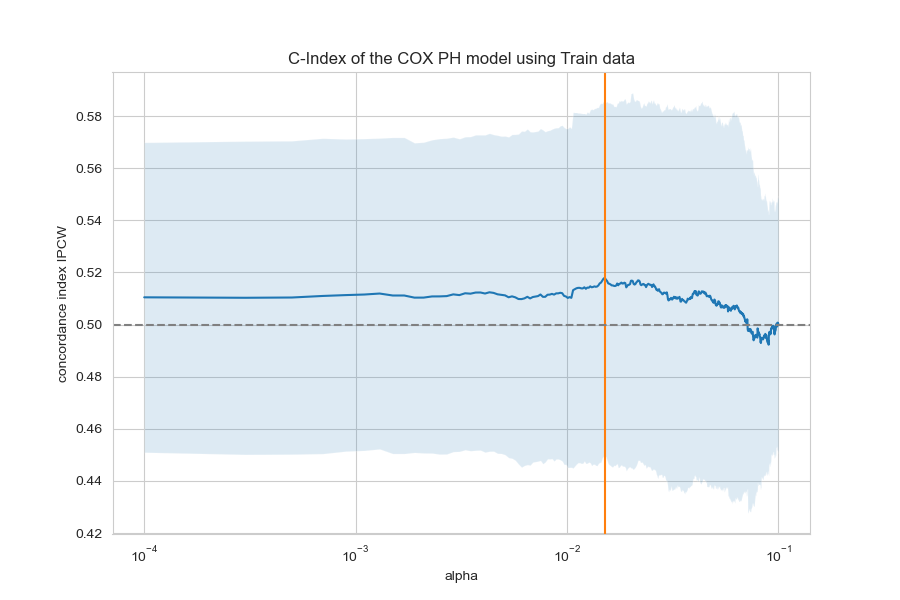 C-Index of the COX PH model using Train data
concordance index IPCW
0.58
0.56
0.54
0.52
0.50
0.48
0.46
0.44
0.42
10⁻⁴ 10⁻³ 10⁻² 10⁻¹
alpha